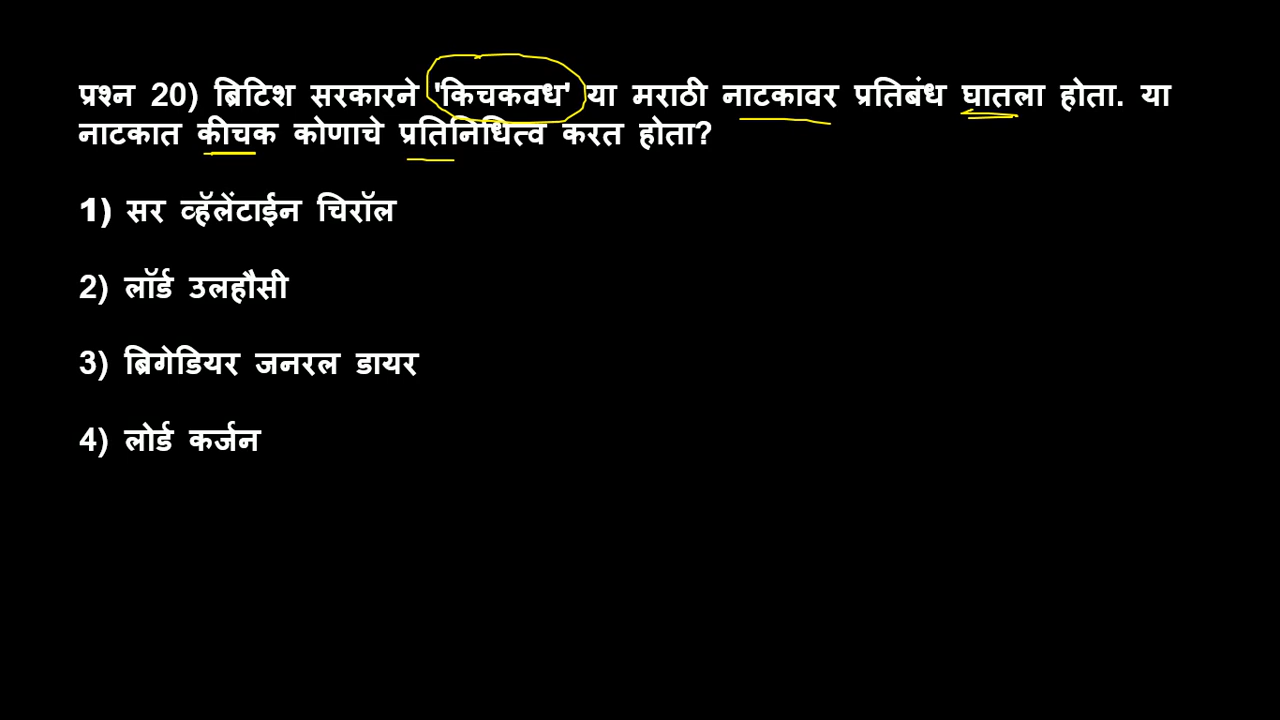 प्रश्न 20) ब्रिटिश सरकारने 'किचकवध' या मराठी नाटकावर प्रतिबंध घातला होता. या
नाटकात कीचक कोणाचे प्रतिनिधित्व करत होता?
1) सर व्हॅलेंटाईन चिरॉल
2) लॉर्ड उलहौसी
3) ब्रिगेडियर जनरल डायर
4) लोर्ड कर्जन